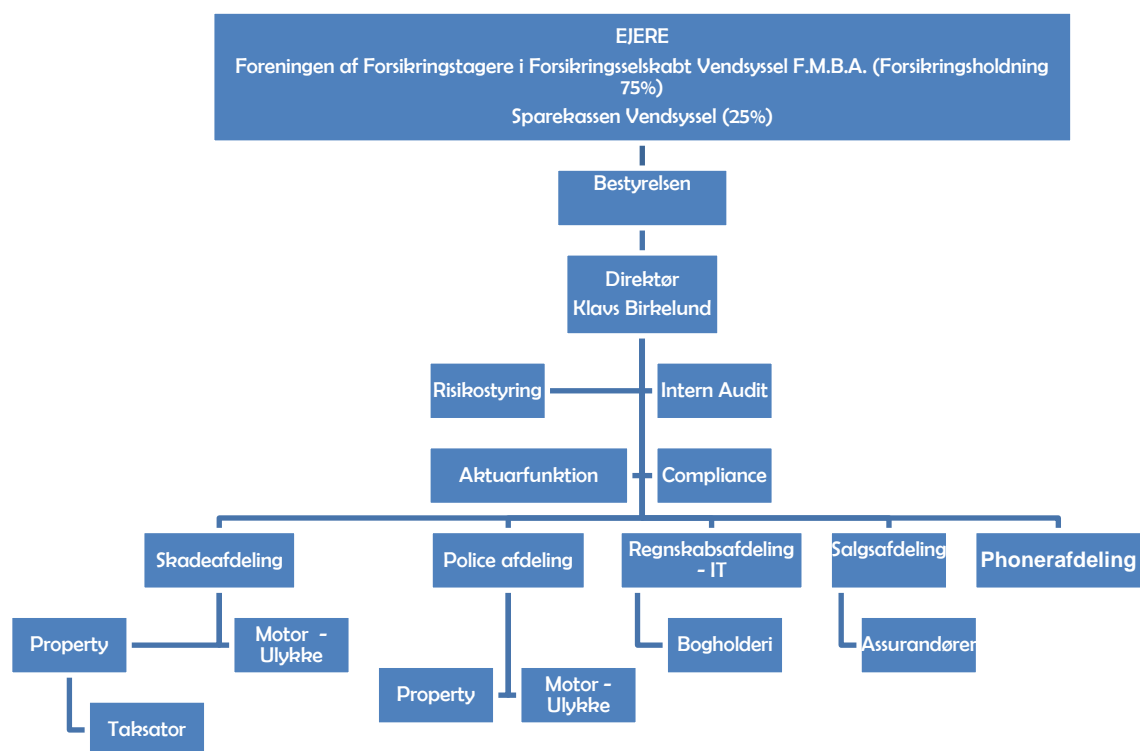 EJERE
Foreningen af Forsikringstagere i Forsikringsselskabt Vendsyssel F.M.B.A. (Forsikringsholdning
75%)
Sparekassen Vendsyssel (25%)
Bestyrelsen
Direktør
Klavs Birkelund
Risikostyring
Intern Audit
Aktuarfunktion
Compliance
Skadeafdeling
Police afdeling
Regnskabsafdeling
- IT
Salgsafdeling
Phonerafdeling
Property
Motor -
Ulykke
Bogholderi
Assurandører
Property
Motor -
Ulykke
Taksator